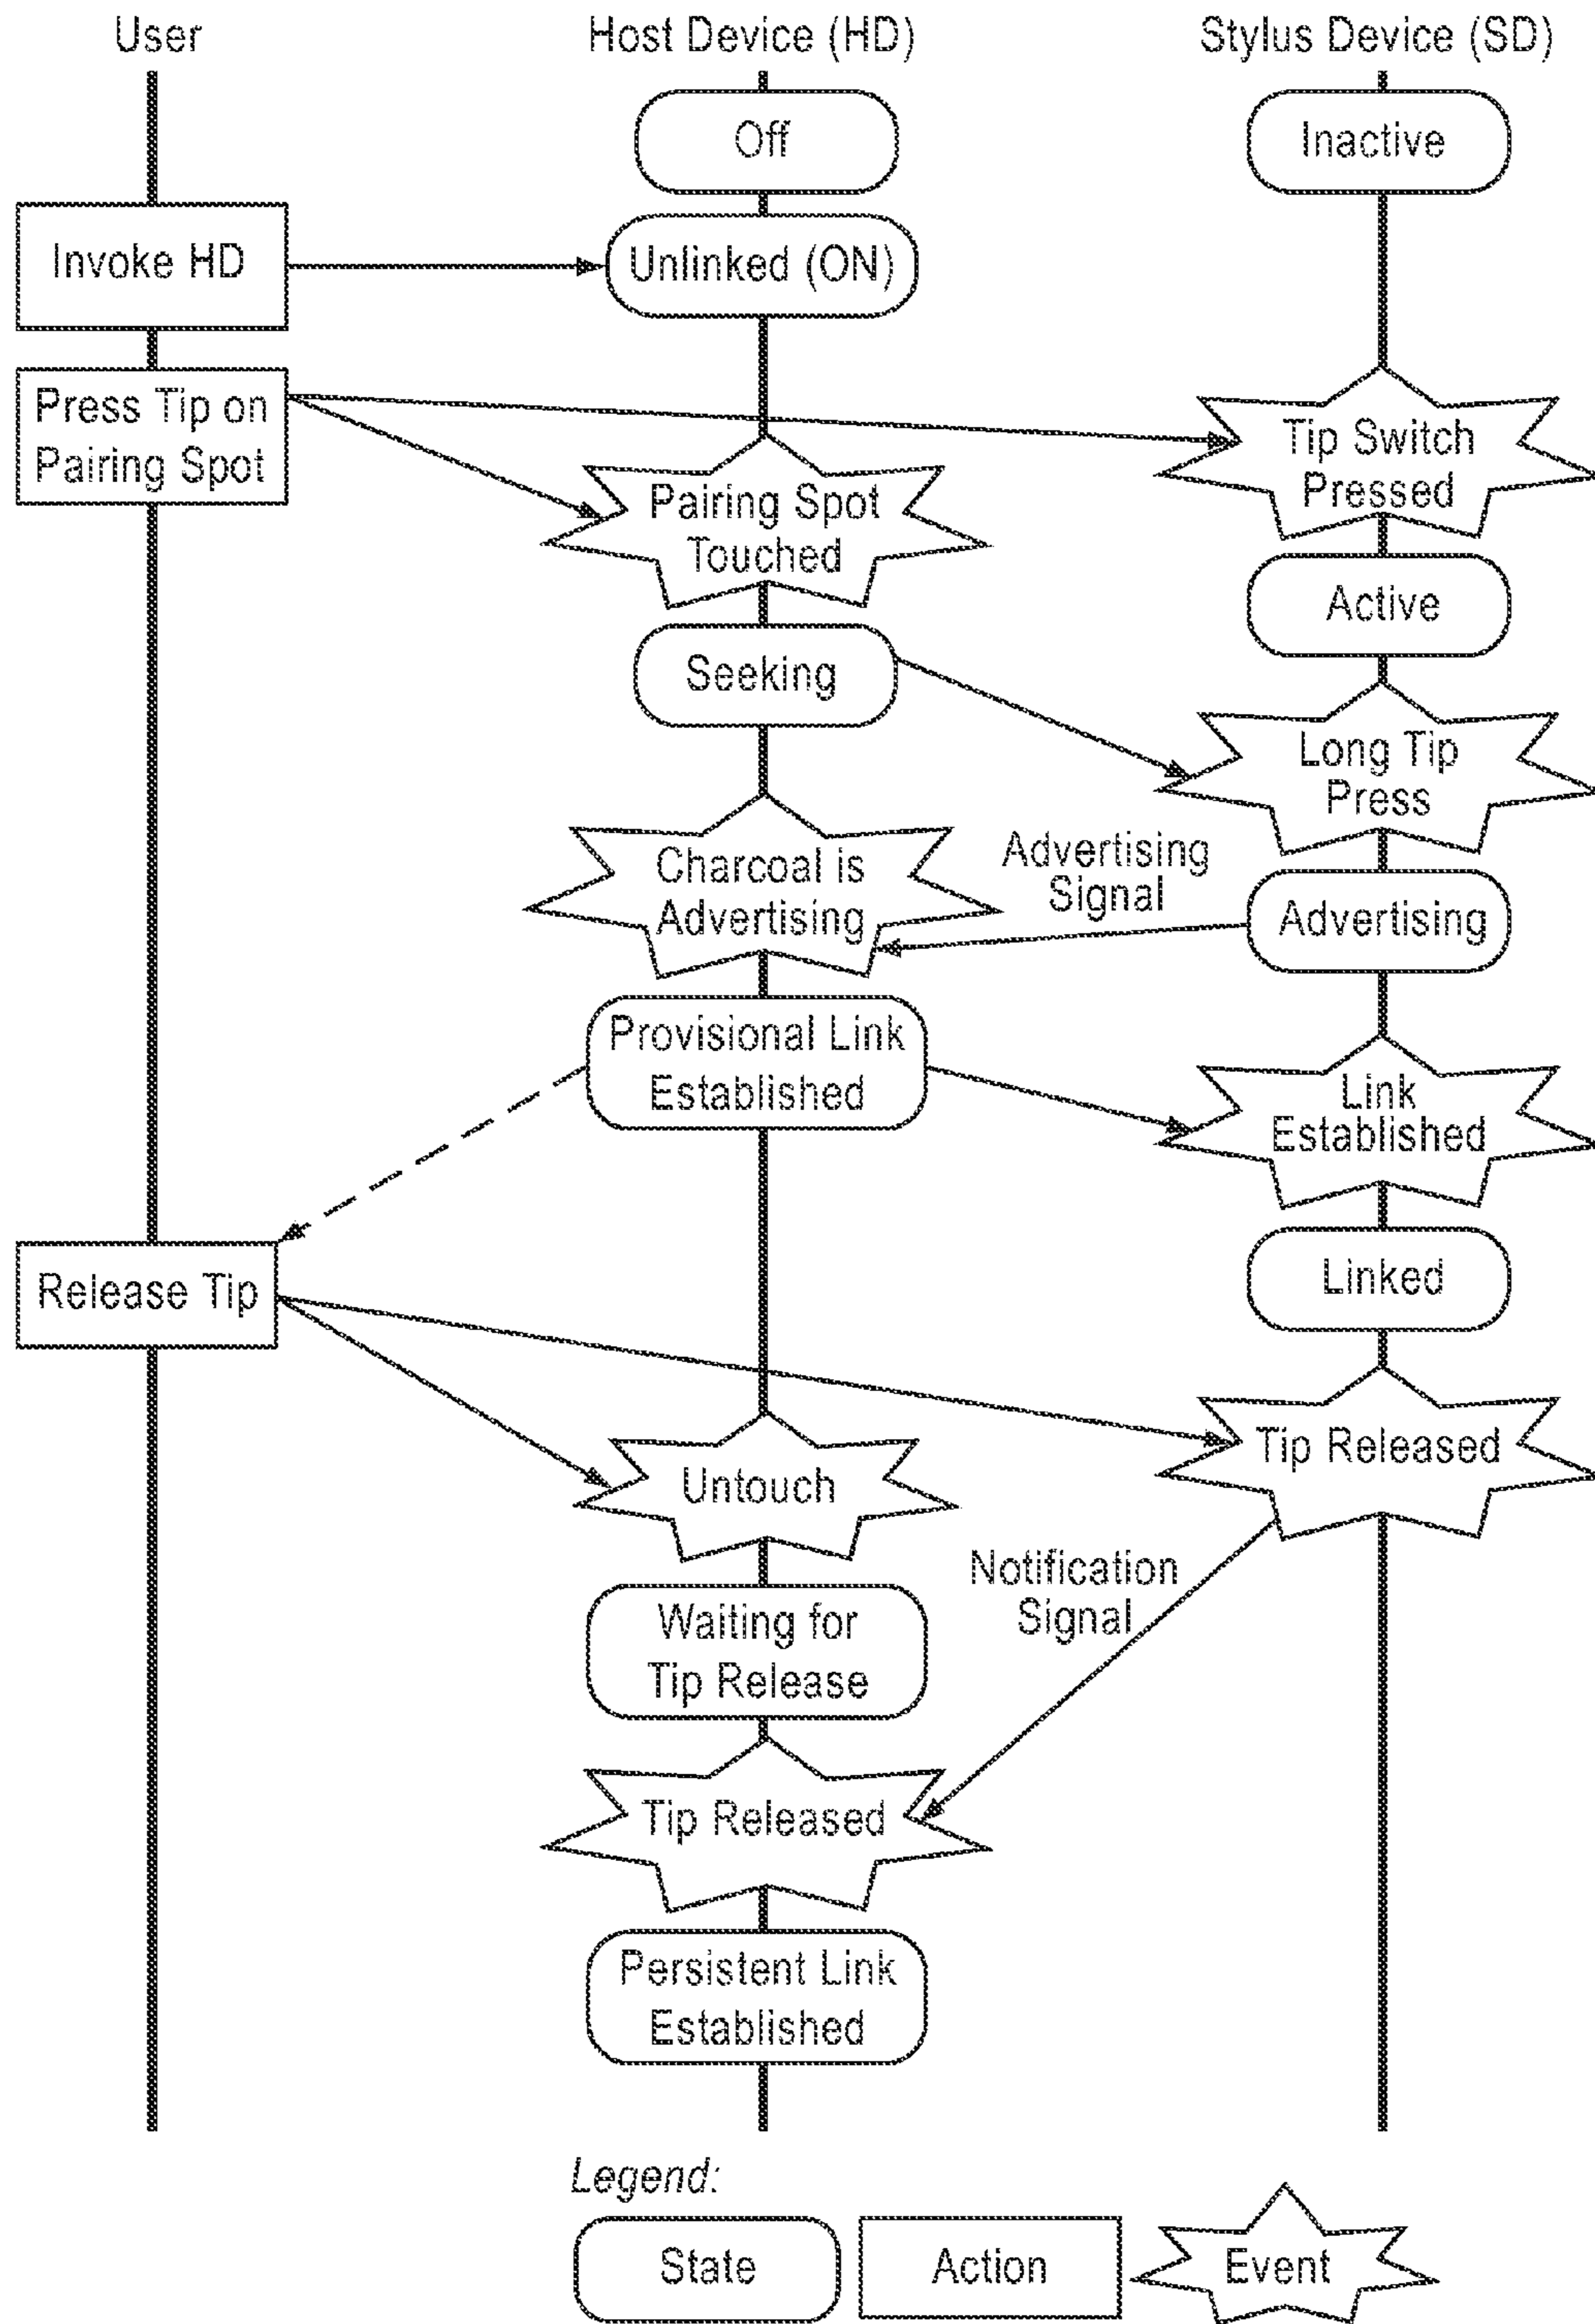 User
Host Device (HD)
Stylus Device (SD)
Off
Inactive
Invoke HD
Unlinked (ON)
Press Tip on
Pairing Spot
Tip Switch
Pressed
Pairing Spot
Touched
Active
Seeking
Long Tip
Press
Charcoal is
Advertising
Advertising
Signal
Advertising
Provisional Link
Established
Link
Established
Release Tip
Linked
Tip Released
Untouch
Notification
Signal
Waiting for
Tip Release
Tip Released
Persistent Link
Established
Legend:
State
Action
Event